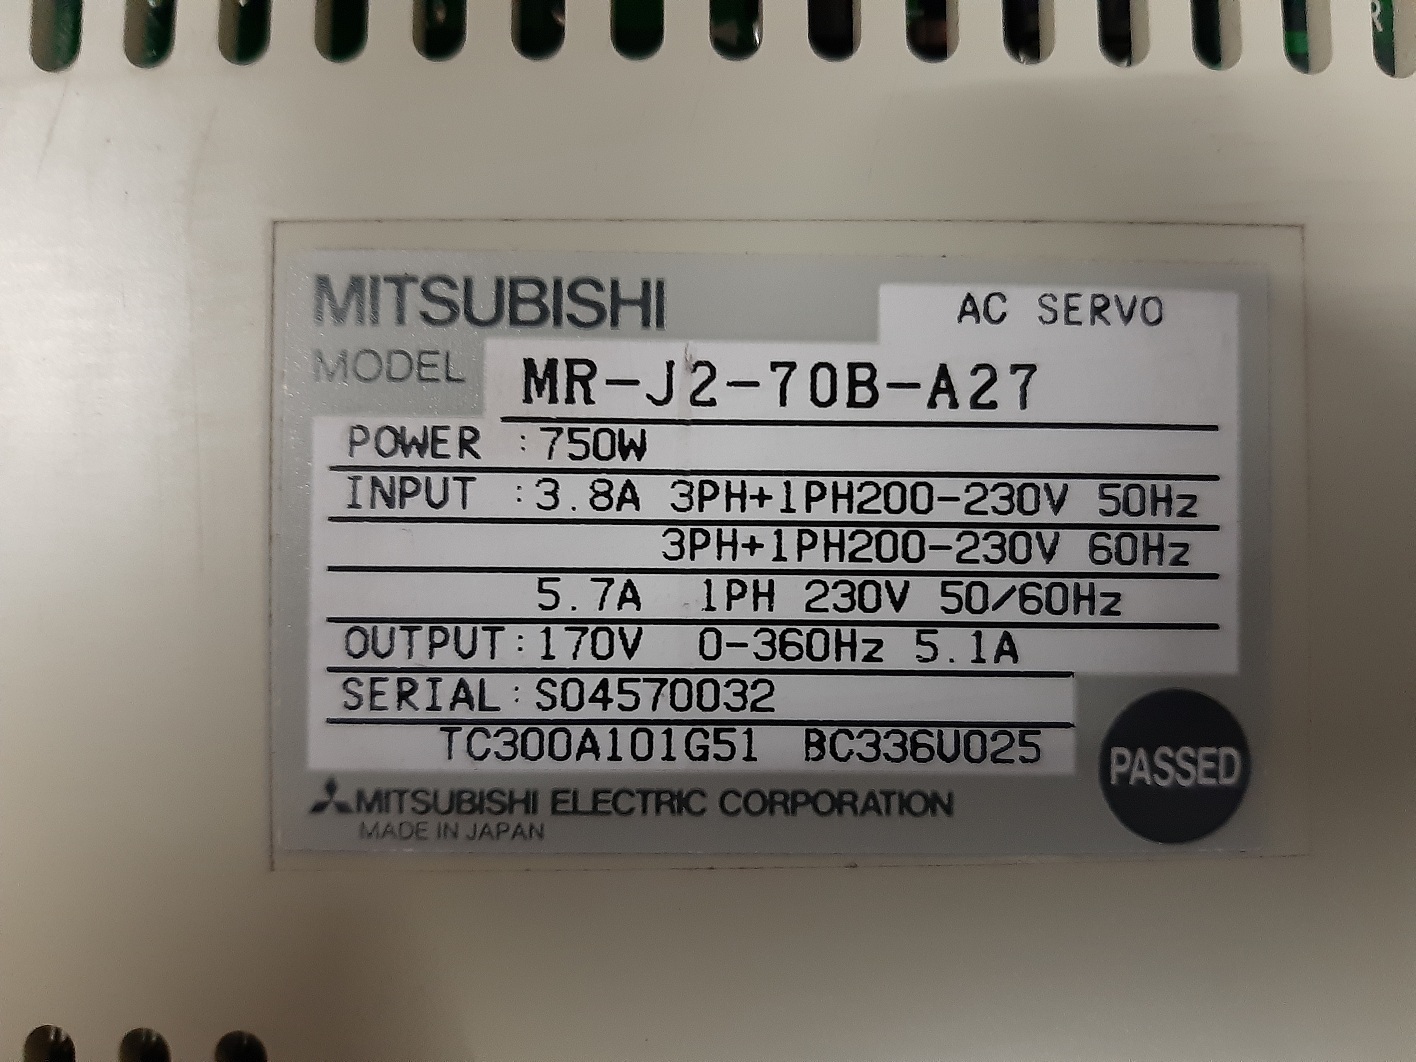 MITSUBISHI
AC SERVO
MODEL MR-J2-70B-A27
POWER :750W
INPUT :3.8A 3PH+1PH200-230V 50Hz
3PH+1PH200-230V 60Hz
5.7A 1PH 230V 50/60Hz
OUTPUT:170V 0-360Hz 5.1A
SERIAL:S04570032
TC300A101G51 BC336U025
PASSED
MITSUBISHI ELECTRIC CORPORATION
MADE IN JAPAN
R